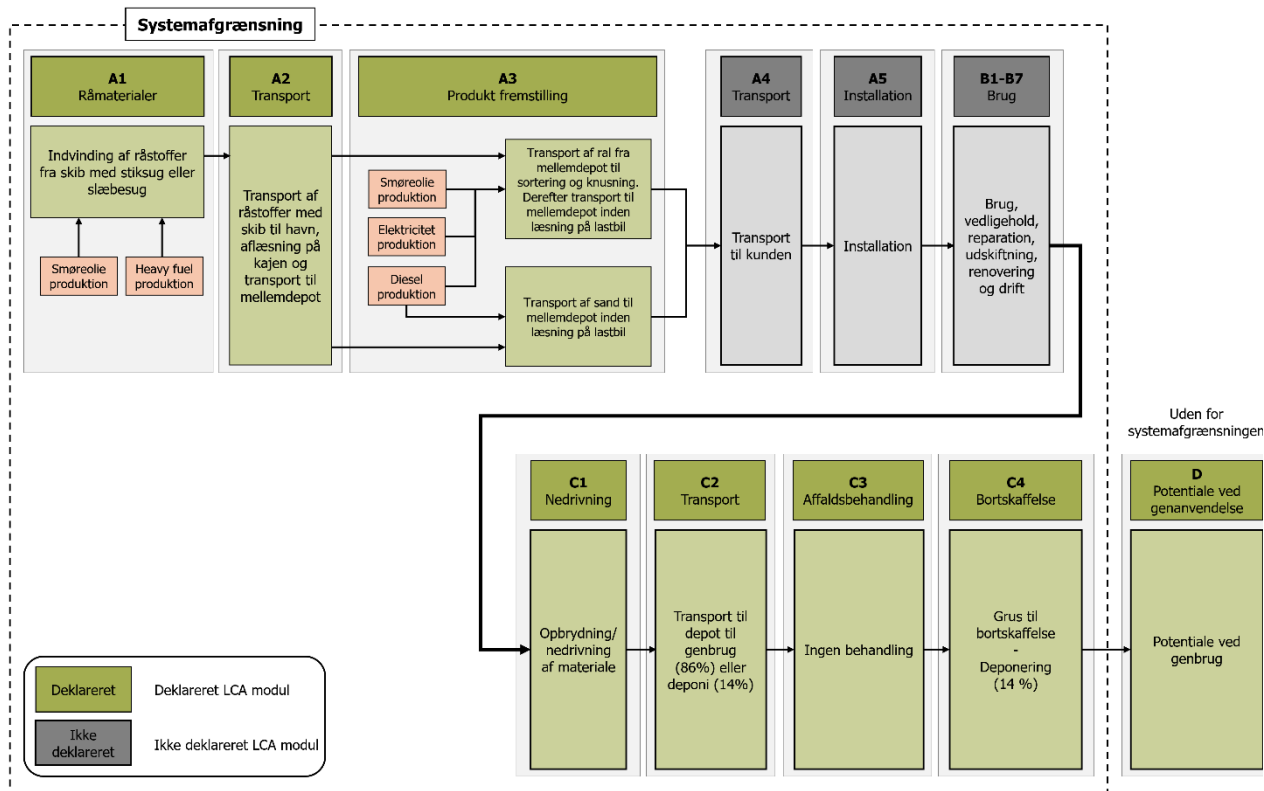 Systemafgrænsning
A1
Råmaterialer
Indvinding af råstoffer
fra skib med stiksug eller
slæbesug
Smøreolie
produktion
Heavy fuel
produktion
A2
Transport
Transport af
råstoffer med
skib til havn,
aflæsning på
kajen og
transport til
mellemdepot
A3
Produkt fremstilling
Smøreolie
produktion
Elektricitet
produktion
Diesel
produktion
Transport af ral fra
mellemdepot til
sortering og knusning.
Derefter transport til
mellemdepot inden
læsning på lastbil
Transport af sand til
mellemdepot inden
læsning på lastbil
A4
Transport
Transport
til kunden
A5
Installation
Installation
B1-B7
Brug
Brug,
vedligehold,
reparation,
udskiftning,
renovering
og drift
Uden for
systemafgrænsningen
C1
Nedrivning
Opbrydning/
nedrivning
af materiale
C2
Transport
Transport til
depot til
genbrug
(86%) eller
deponi (14%)
C3
Affaldsbehandling
Ingen behandling
C4
Bortskaffelse
Grus til
bortskaffelse
-
Deponering
(14 %)
D
Potentiale ved
genanvendelse
Potentiale ved
genbrug
Deklareret
Deklareret LCA modul
Ikke
deklareret
Ikke deklareret LCA modul